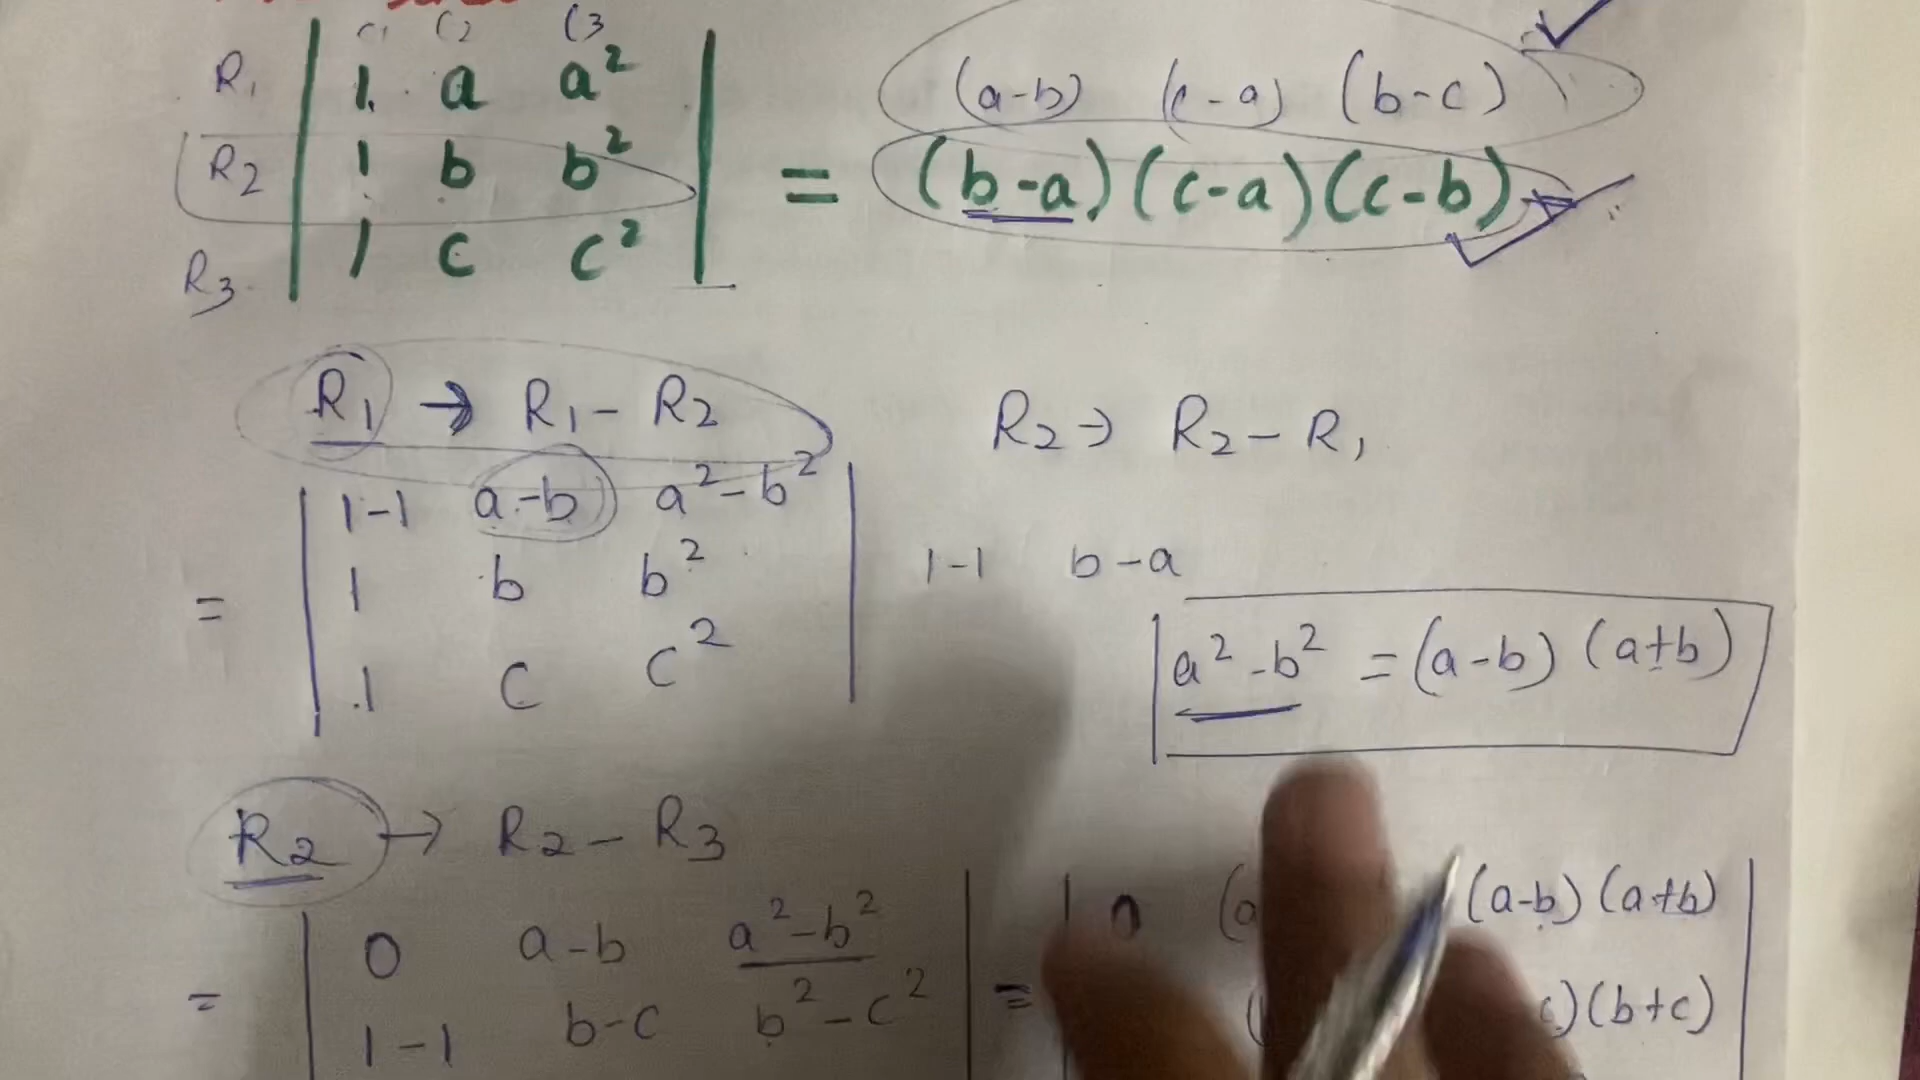 C1 C2 C3
R1 | 1 a a² | (a-b) (c-a) (b-c)
R2 | 1 b b² | = (b-a)(c-a)(c-b)
R3 | 1 c c² |
R1 → R1 - R2
R2 → R2 - R1
| 1-1 a-b a²-b² |
= | 1 b b² | 1-1 b-a
| 1 c c² |
a²-b² = (a-b) (a+b)
R2 → R2 - R3
= | 0 a-b a²-b² | = | 0 (a (a-b)(a+b) |
| 1-1 b-c b²-c² | c)(b+c) |